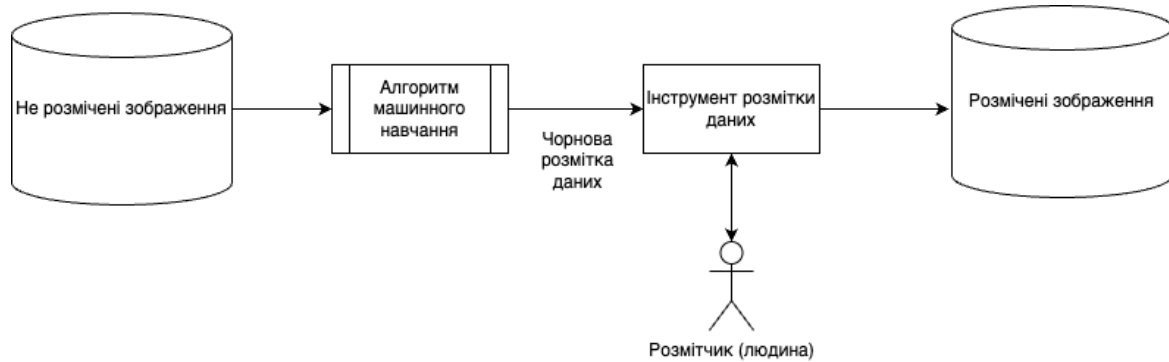 Не розмічені зображення
Алгоритм
машинного
навчання
Чорнова
розмітка
даних
Інструмент розмітки
даних
Розмічені зображення
Розмітчик (людина)